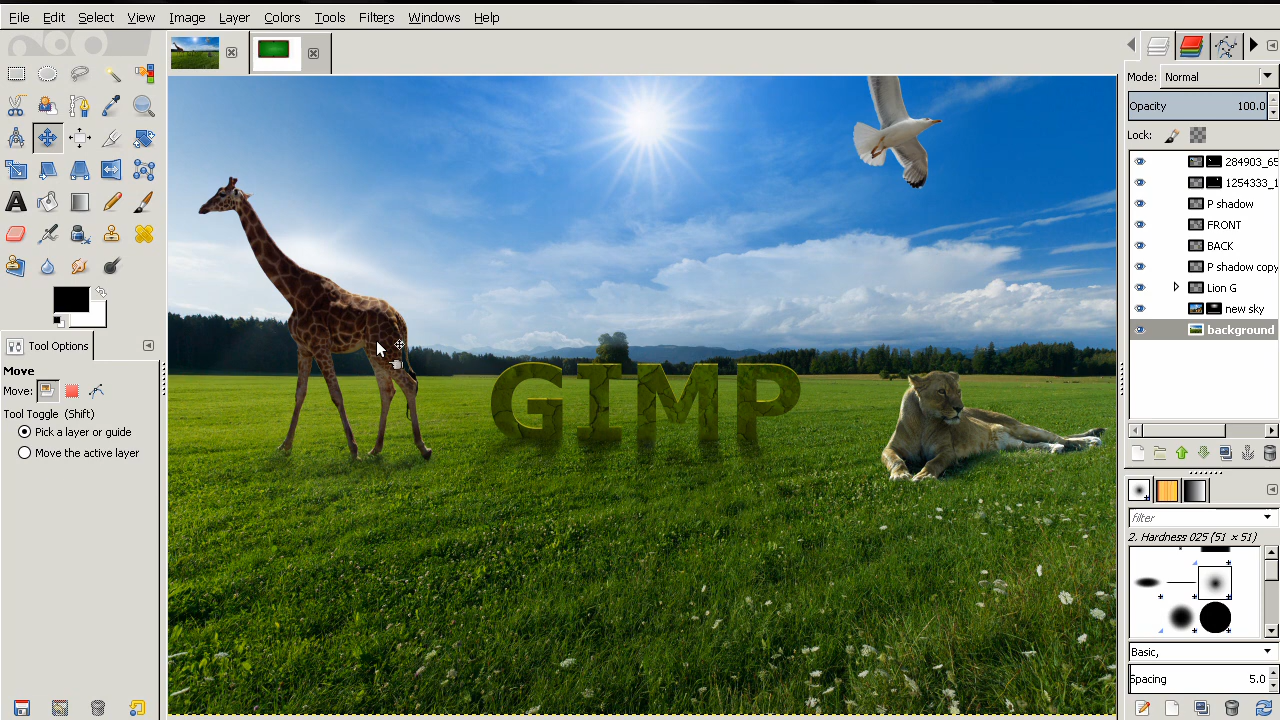 File Edit Select View Image Layer Colors Tools Filters Windows Help
Mode: Normal
Opacity 100.0
Lock:
284903_65
1254333_1
P shadow
FRONT
BACK
P shadow copy
Lion G
new sky
background
Tool Options
Move
Move:
Tool Toggle (Shift)
Pick a layer or guide
Move the active layer
GIMP
filter
2. Hardness 025 (51 × 51)
Basic,
Spacing 5.0